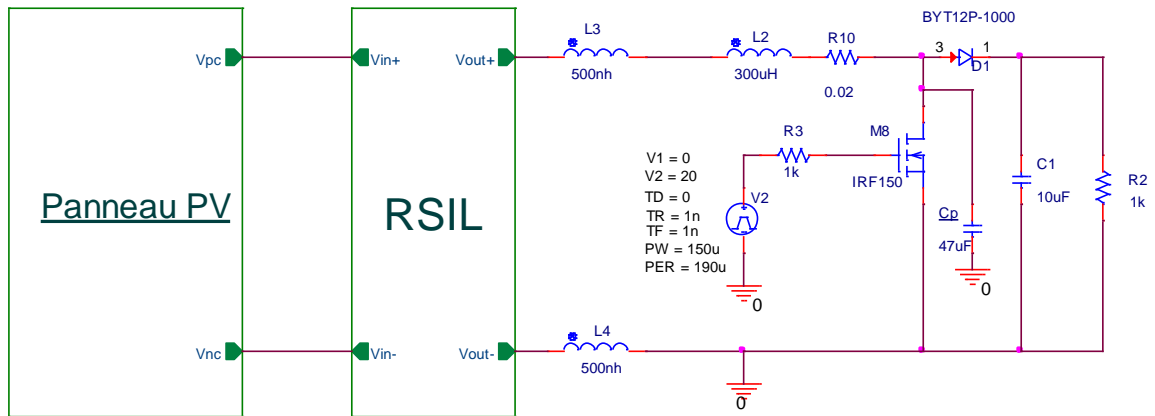 BYT12P-1000
L3
L2
R10
Vpc
Vin+
Vout+
3
1
D1
500nh
300uH
0.02
V1 = 0
V2 = 20
TD = 0
TR = 1n
TF = 1n
PW = 150u
PER = 190u
R3
1k
M8
IRF150
V2
C1
10uF
R2
1k
Cp
47uF
Panneau PV
RSIL
0
0
L4
Vnc
Vin-
Vout-
500nh
0